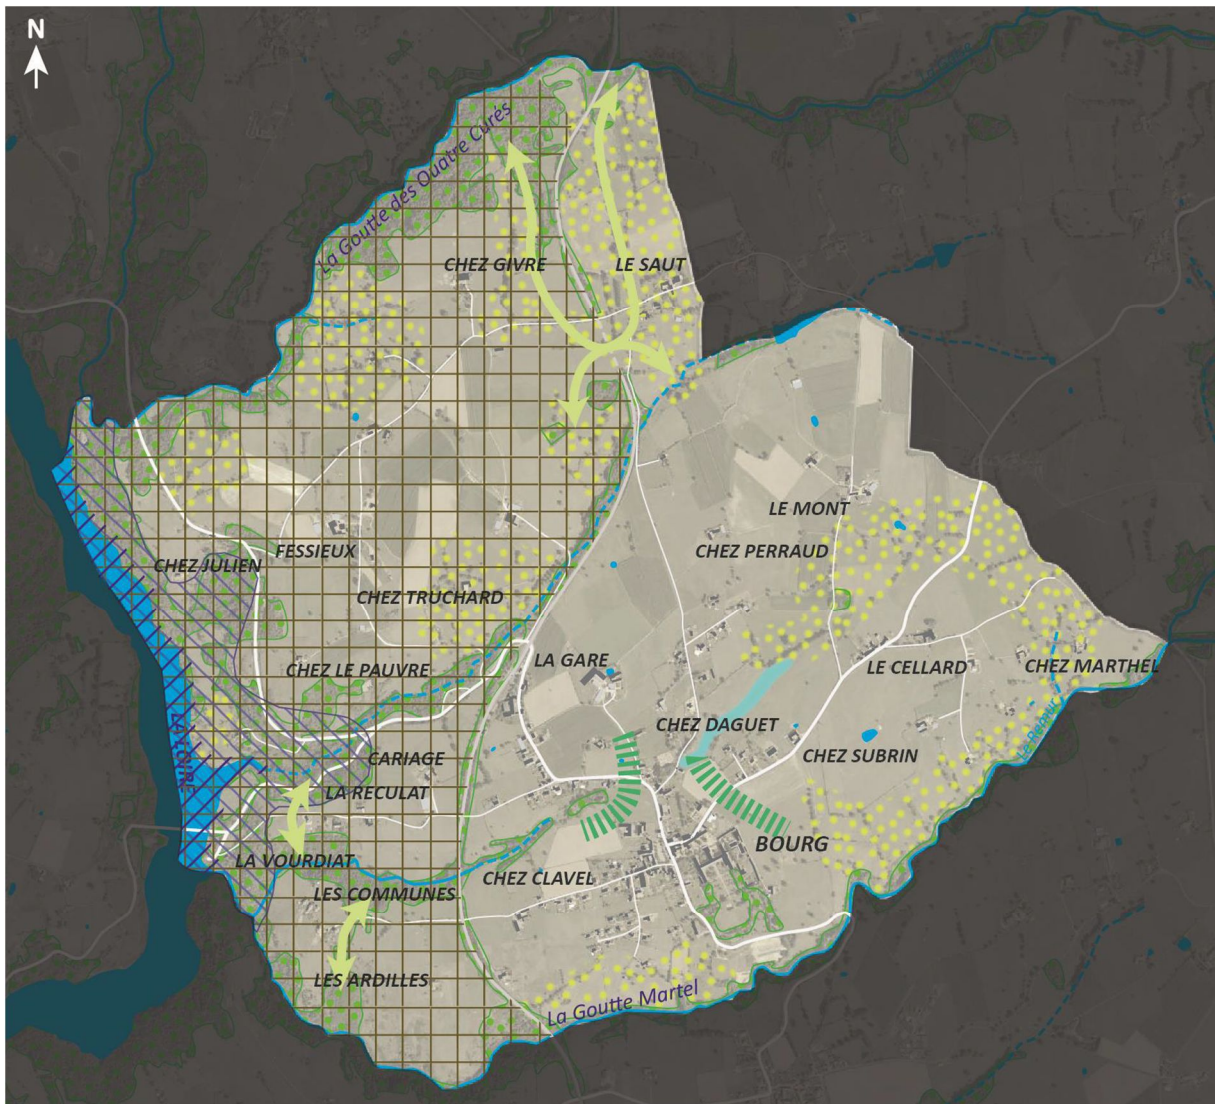 N
La Goutte des Quatre Curés
CHEZ GIVRE
LE SAUT
LE MONT
CHEZ PERRAUD
FESSIEUX
CHEZ JULIEN
CHEZ TRUCHARD
LA GARE
CHEZ LE PAUVRE
LE CELLARD
CHEZ MARTHEL
CHEZ DAGUET
LA LOIRE
CARIAGE
CHEZ SUBRIN
LA RECULAT
BOURG
LA VOURDIAT
CHEZ CLAVEL
LES COMMUNES
LES ARDILLES
La Goutte Martel